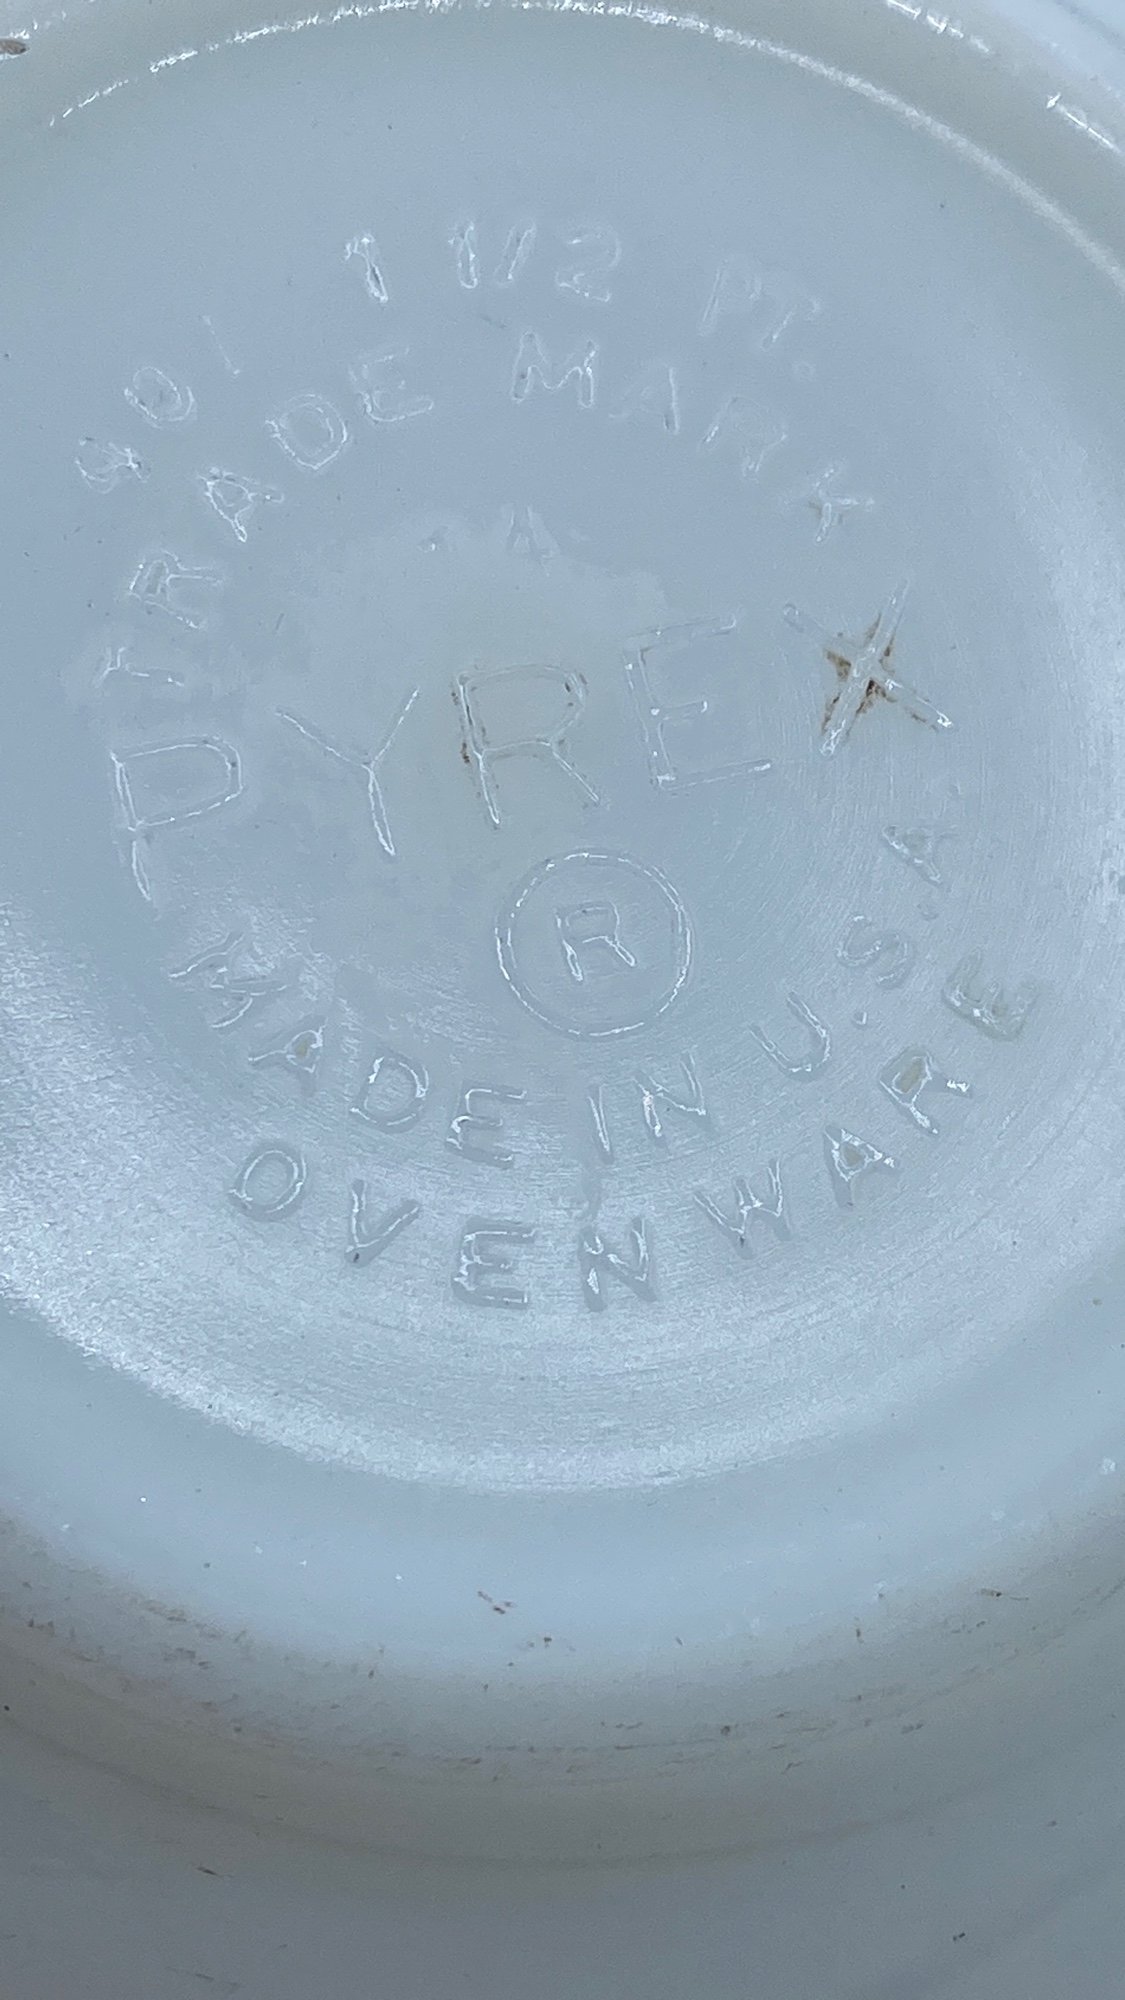 401 1 1/2 PT.
TRADE MARK
PYREX
®
MADE IN U.S.A.
OVENWARE